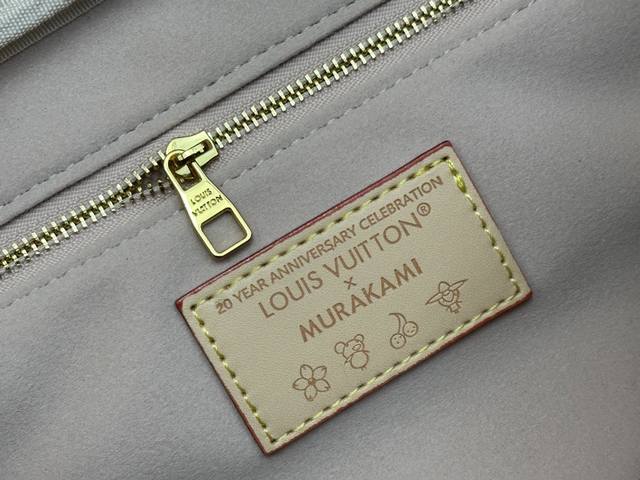 LOUIS
VUITTON
20 YEAR ANNIVERSARY CELEBRATION
LOUIS VUITTON®
×
MURAKAMI